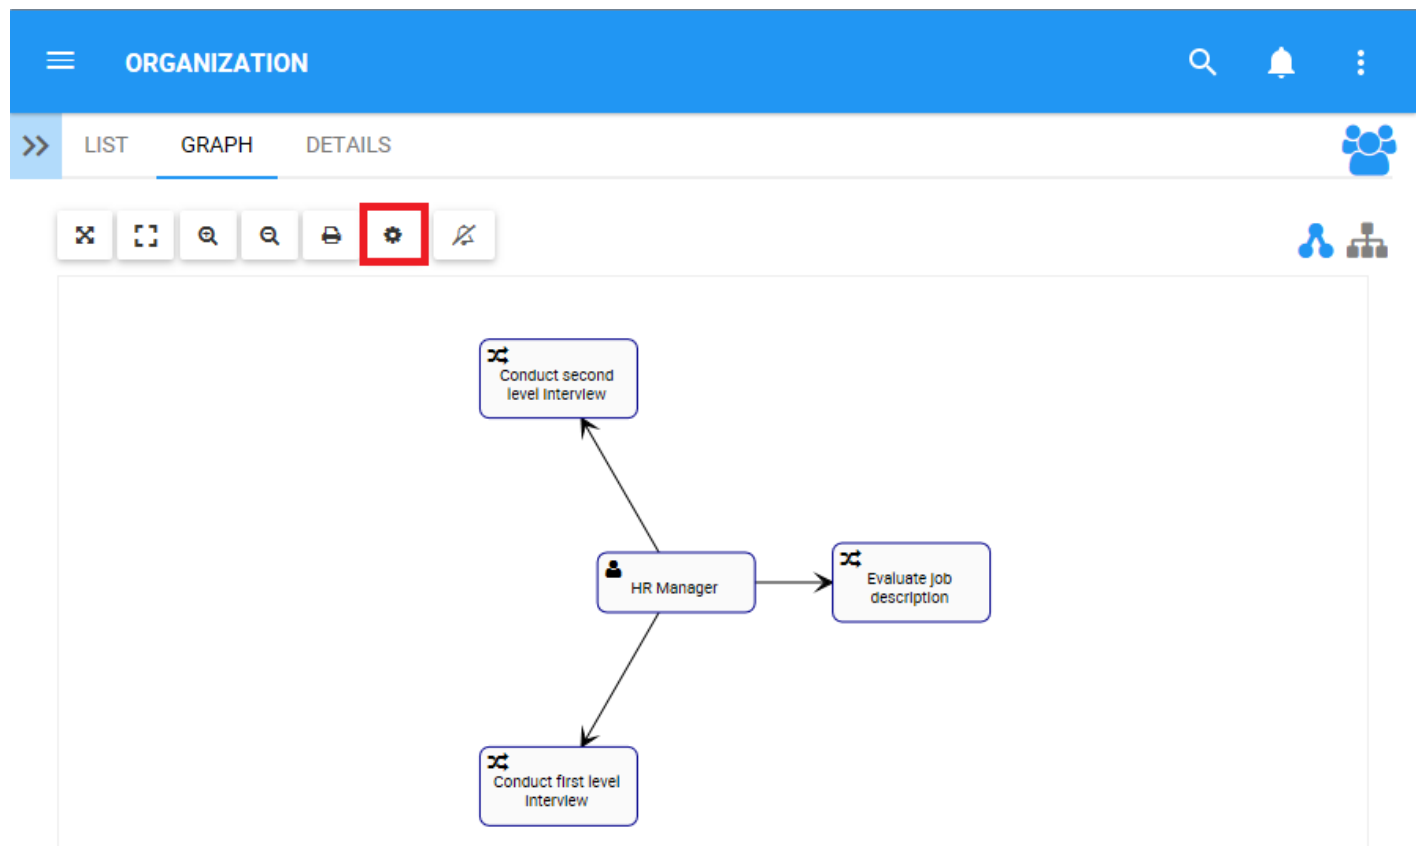 ORGANIZATION
LIST GRAPH DETAILS
Conduct second
level interview
HR Manager
Evaluate job
description
Conduct first level
interview